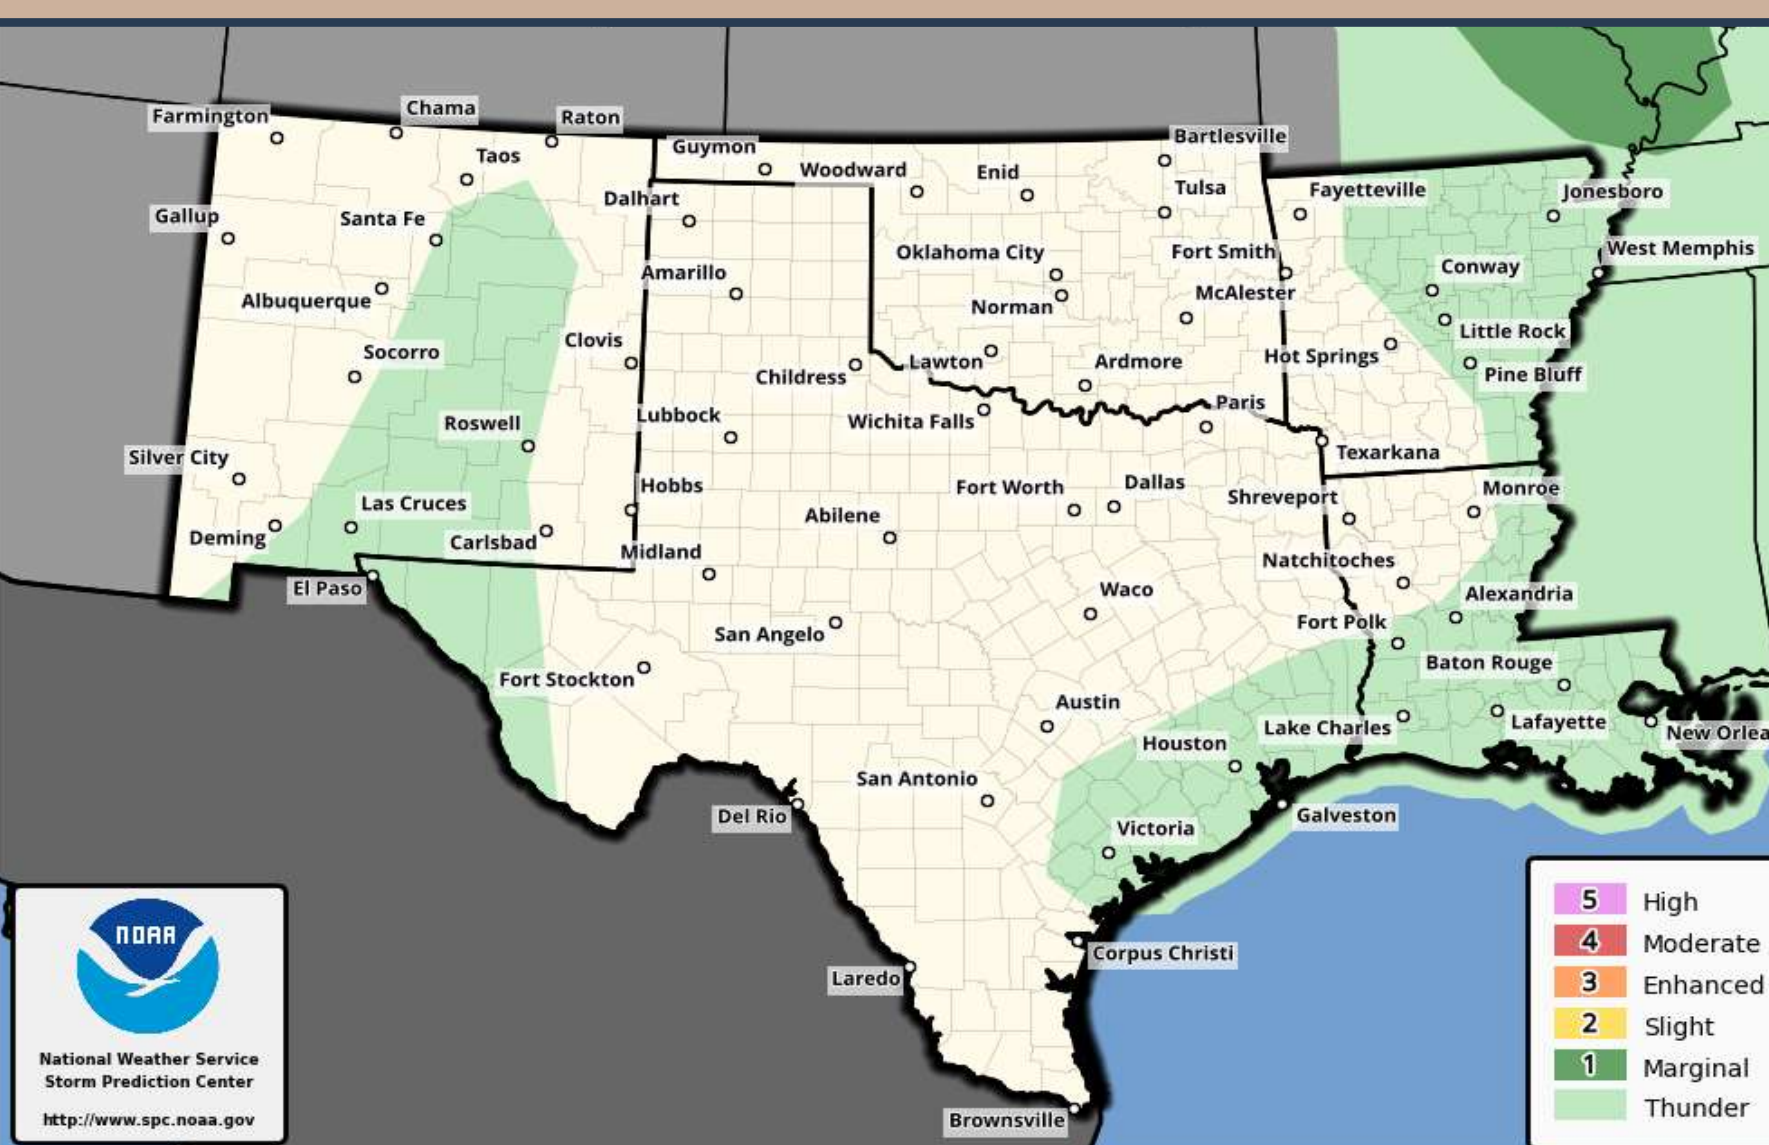 Farmington
Chama
Raton
Taos
Guymon
Woodward
Enid
Bartlesville
Tulsa
Fayetteville
Jonesboro
Gallup
Santa Fe
Dalhart
Oklahoma City
Fort Smith
West Memphis
Albuquerque
Amarillo
Norman
McAlester
Conway
Socorro
Clovis
Childress
Lawton
Ardmore
Hot Springs
Little Rock
Pine Bluff
Roswell
Lubbock
Wichita Falls
Paris
Texarkana
Silver City
Las Cruces
Hobbs
Fort Worth
Dallas
Shreveport
Monroe
Deming
Carlsbad
Midland
Abilene
Natchitoches
El Paso
San Angelo
Waco
Fort Polk
Alexandria
Fort Stockton
Austin
Baton Rouge
Houston
Lake Charles
Lafayette
New Orlea
San Antonio
Del Rio
Victoria
Galveston
Laredo
Corpus Christi
Brownsville
NOAA
National Weather Service
Storm Prediction Center
http://www.spc.noaa.gov
5 High
4 Moderate
3 Enhanced
2 Slight
1 Marginal
Thunder